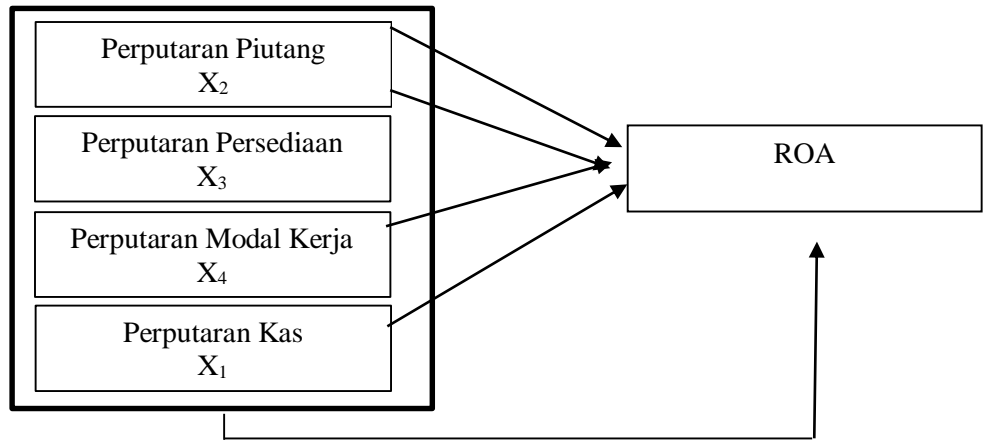 Perputaran Piutang
X₂
Perputaran Persediaan
X₃
Perputaran Modal Kerja
X₄
Perputaran Kas
X₁
ROA